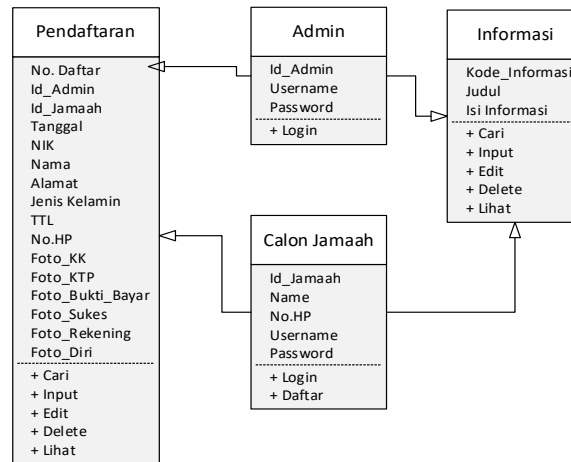 Pendaftaran
No. Daftar
Id_Admin
Id_Jamaah
Tanggal
NIK
Nama
Alamat
Jenis Kelamin
TTL
No.HP
Foto_KK
Foto_KTP
Foto_Bukti_Bayar
Foto_Sukes
Foto_Rekening
Foto_Diri
+ Cari
+ Input
+ Edit
+ Delete
+ Lihat
Admin
Id_Admin
Username
Password
+ Login
Calon Jamaah
Id_Jamaah
Name
No.HP
Username
Password
+ Login
+ Daftar
Informasi
Kode_Informasi
Judul
Isi Informasi
+ Cari
+ Input
+ Edit
+ Delete
+ Lihat